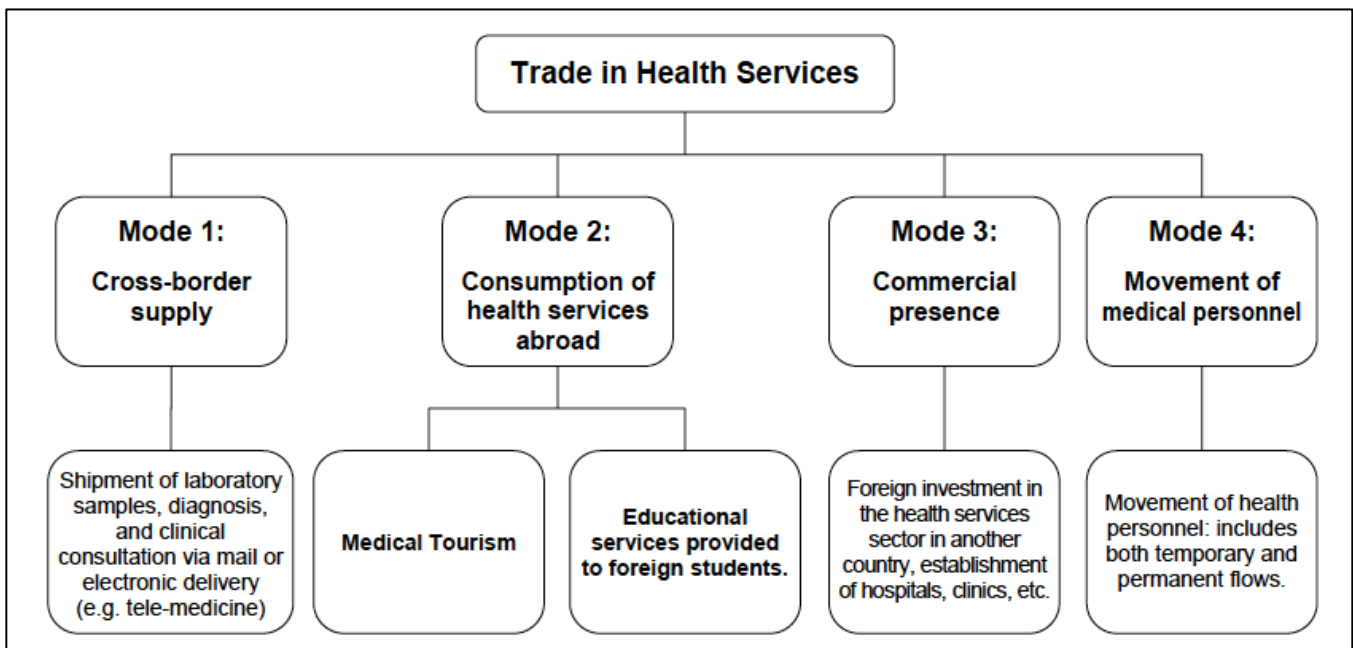 Trade in Health Services
Mode 1:
Cross-border
supply
Mode 2:
Consumption of
health services
abroad
Mode 3:
Commercial
presence
Mode 4:
Movement of
medical personnel
Shipment of laboratory
samples, diagnosis,
and clinical
consultation via mail or
electronic delivery
(e.g. tele-medicine)
Medical Tourism
Educational
services provided
to foreign students.
Foreign investment in
the health services
sector in another
country, establishment
of hospitals, clinics, etc.
Movement of health
personnel: includes
both temporary and
permanent flows.